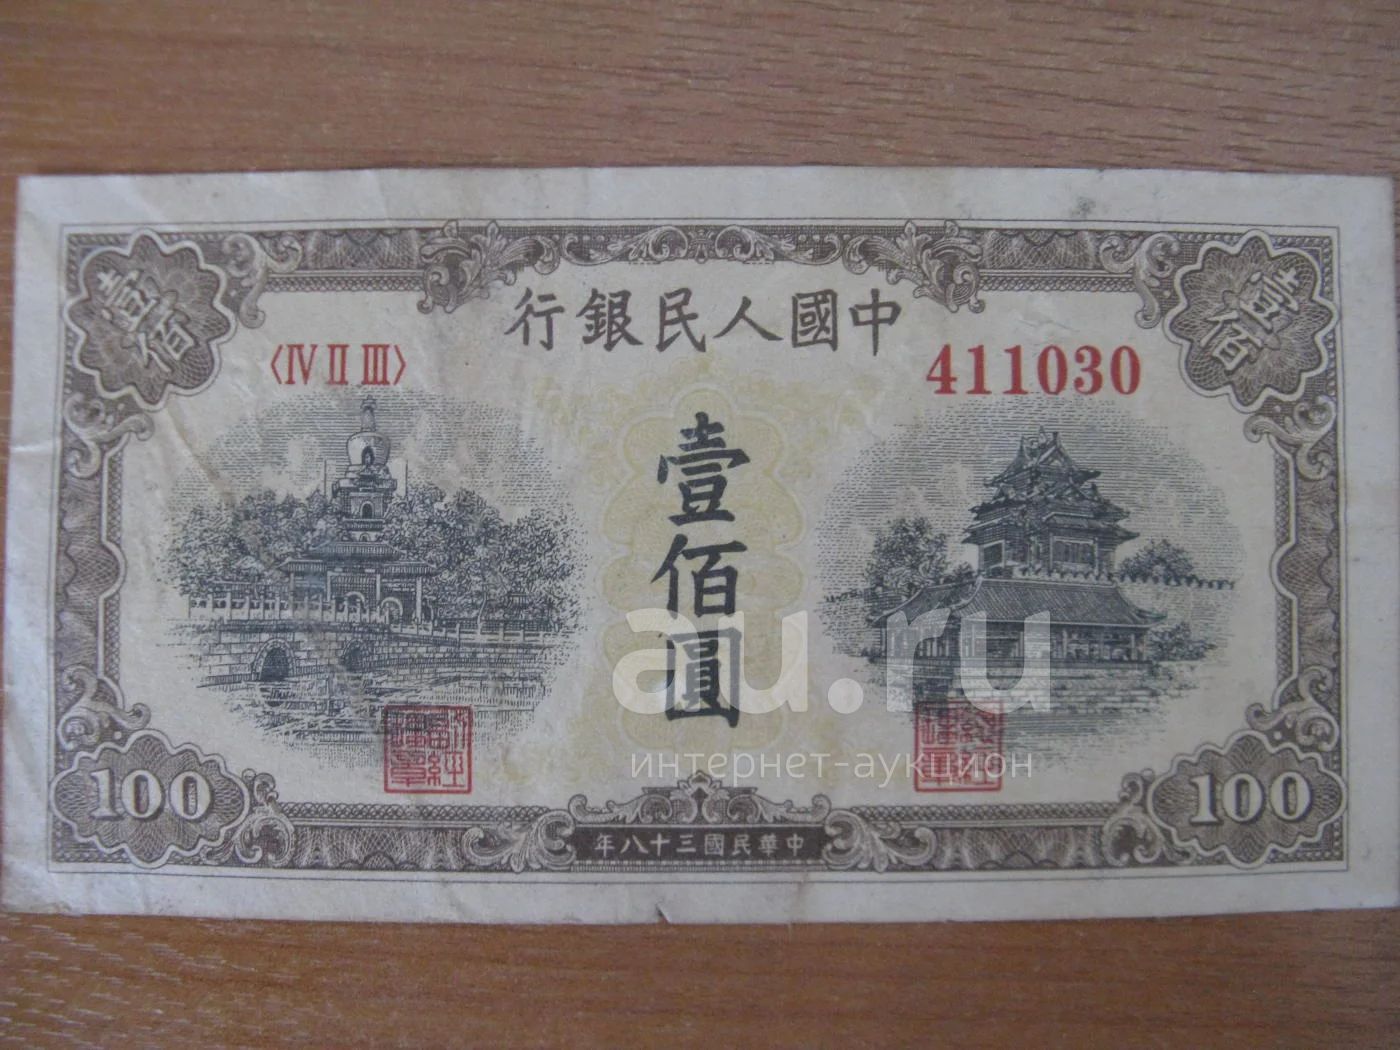 壹佰
壹佰
中國人民銀行
〈IV II III〉
411030
壹佰圓
au.ru
интернет-аукцион
100
100
中華民國三十八年